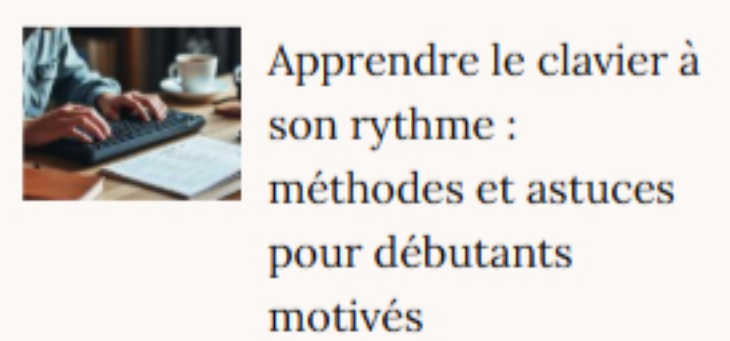 Apprendre le clavier à
son rythme :
méthodes et astuces
pour débutants
motivés